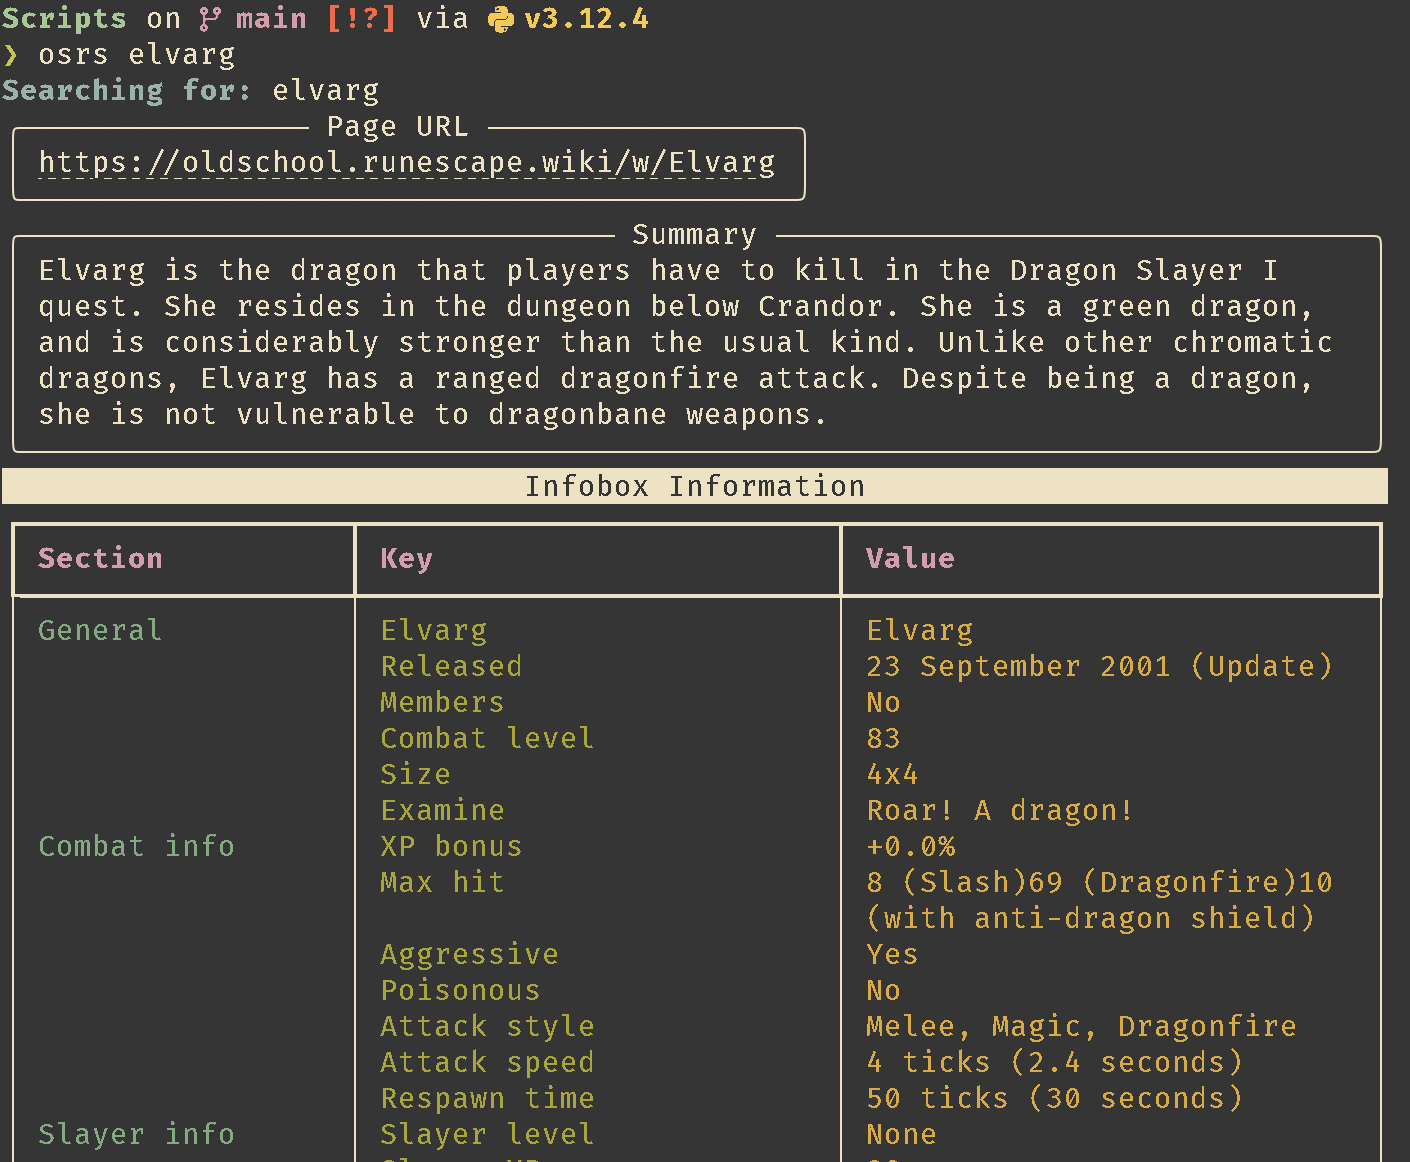 Scripts on main [!?] via v3.12.4
❯ osrs elvarg
Searching for: elvarg
Page URL
https://oldschool.runescape.wiki/w/Elvarg
Summary
Elvarg is the dragon that players have to kill in the Dragon Slayer I
quest. She resides in the dungeon below Crandor. She is a green dragon,
and is considerably stronger than the usual kind. Unlike other chromatic
dragons, Elvarg has a ranged dragonfire attack. Despite being a dragon,
she is not vulnerable to dragonbane weapons.
Infobox Information
Section Key Value
General Elvarg Elvarg
Released 23 September 2001 (Update)
Members No
Combat level 83
Size 4x4
Examine Roar! A dragon!
Combat info XP bonus +0.0%
Max hit 8 (Slash)69 (Dragonfire)10
(with anti-dragon shield)
Aggressive Yes
Poisonous No
Attack style Melee, Magic, Dragonfire
Attack speed 4 ticks (2.4 seconds)
Respawn time 50 ticks (30 seconds)
Slayer info Slayer level None